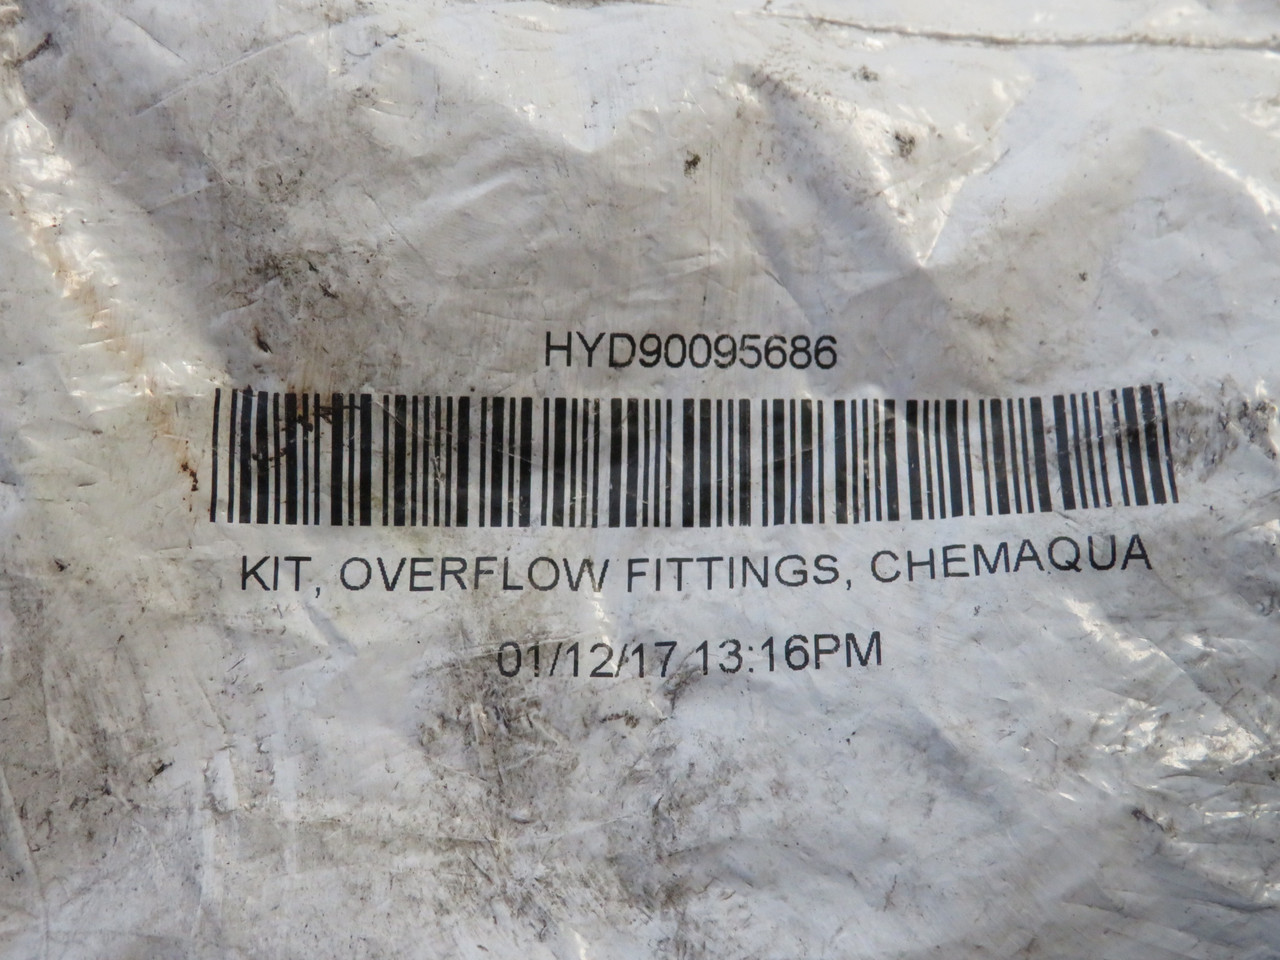 HYD90095686
KIT, OVERFLOW FITTINGS, CHEMAQUA
01/12/17 13:16PM